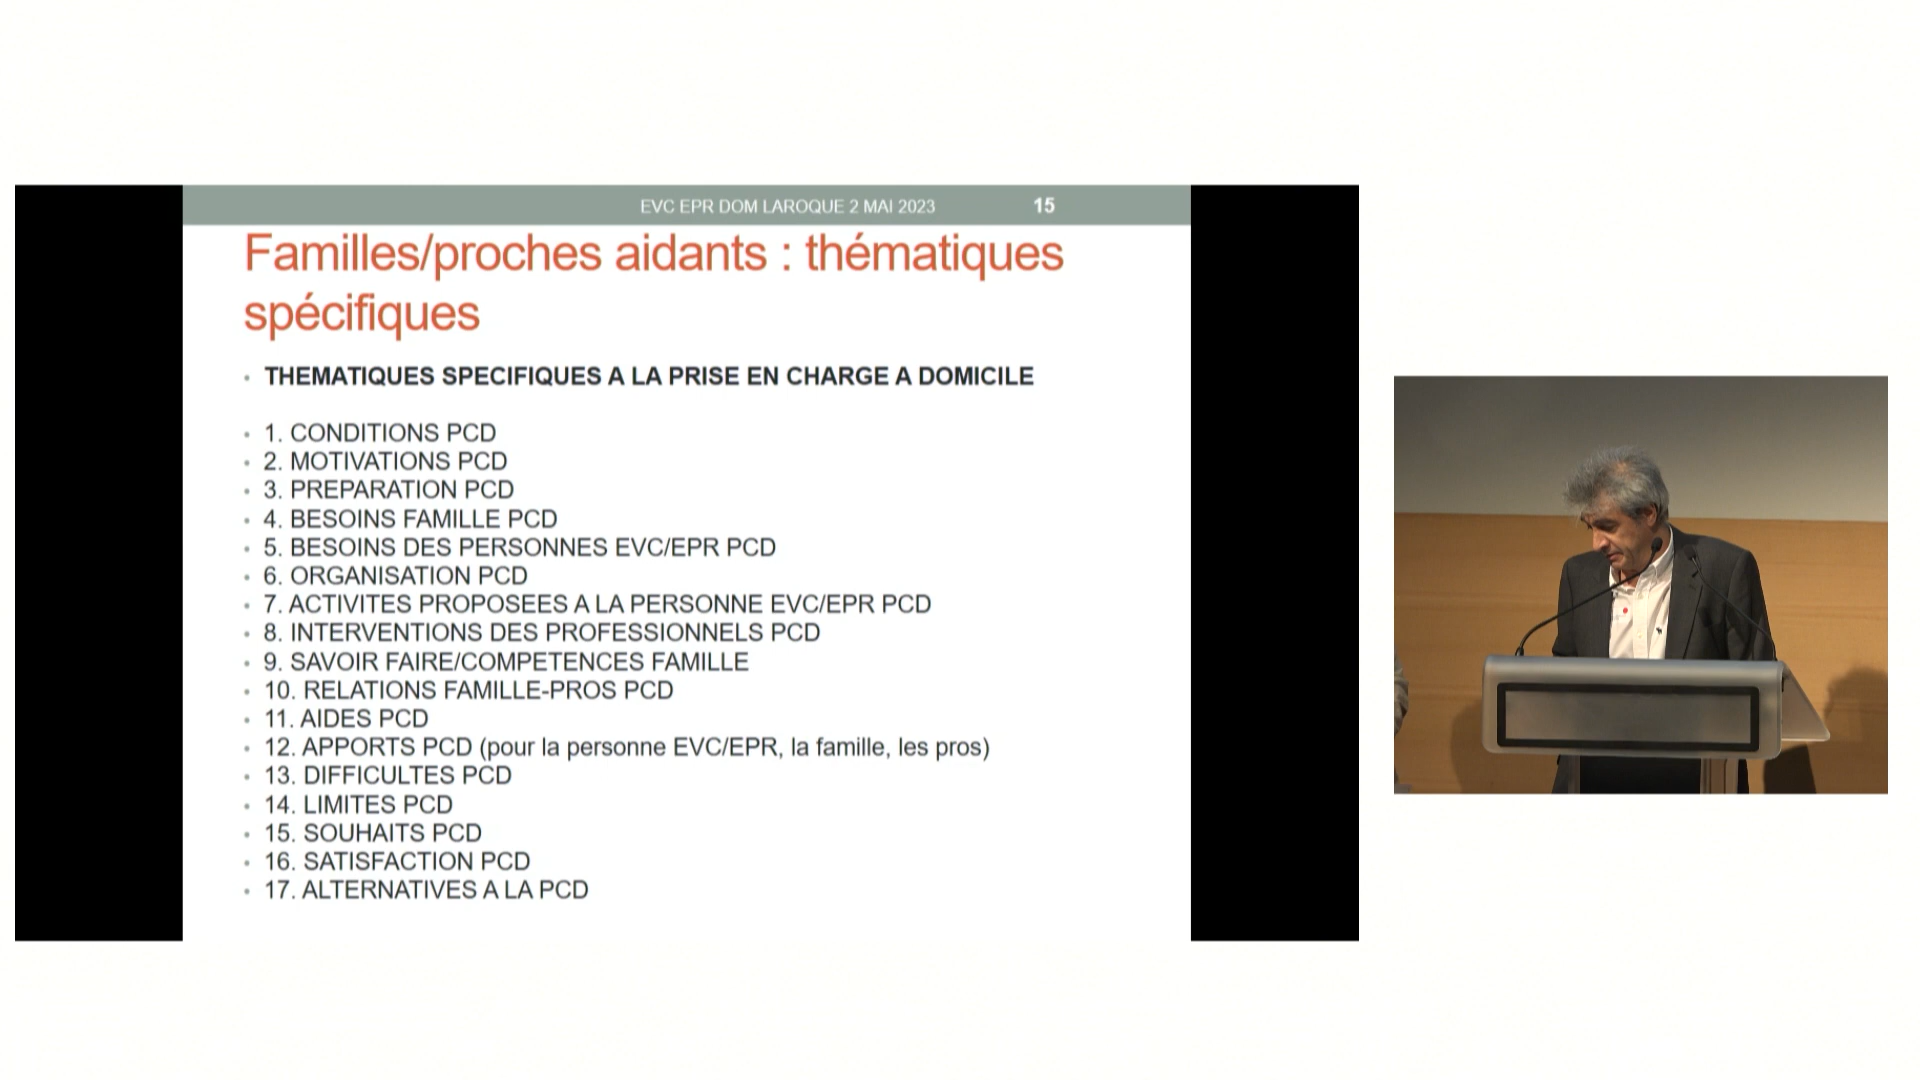 EVC EPR DOM LAROQUE 2 MAI 2023 15
Familles/proches aidants : thématiques
spécifiques
• THEMATIQUES SPECIFIQUES A LA PRISE EN CHARGE A DOMICILE
• 1. CONDITIONS PCD
• 2. MOTIVATIONS PCD
• 3. PREPARATION PCD
• 4. BESOINS FAMILLE PCD
• 5. BESOINS DES PERSONNES EVC/EPR PCD
• 6. ORGANISATION PCD
• 7. ACTIVITES PROPOSEES A LA PERSONNE EVC/EPR PCD
• 8. INTERVENTIONS DES PROFESSIONNELS PCD
• 9. SAVOIR FAIRE/COMPETENCES FAMILLE
• 10. RELATIONS FAMILLE-PROS PCD
• 11. AIDES PCD
• 12. APPORTS PCD (pour la personne EVC/EPR, la famille, les pros)
• 13. DIFFICULTES PCD
• 14. LIMITES PCD
• 15. SOUHAITS PCD
• 16. SATISFACTION PCD
• 17. ALTERNATIVES A LA PCD